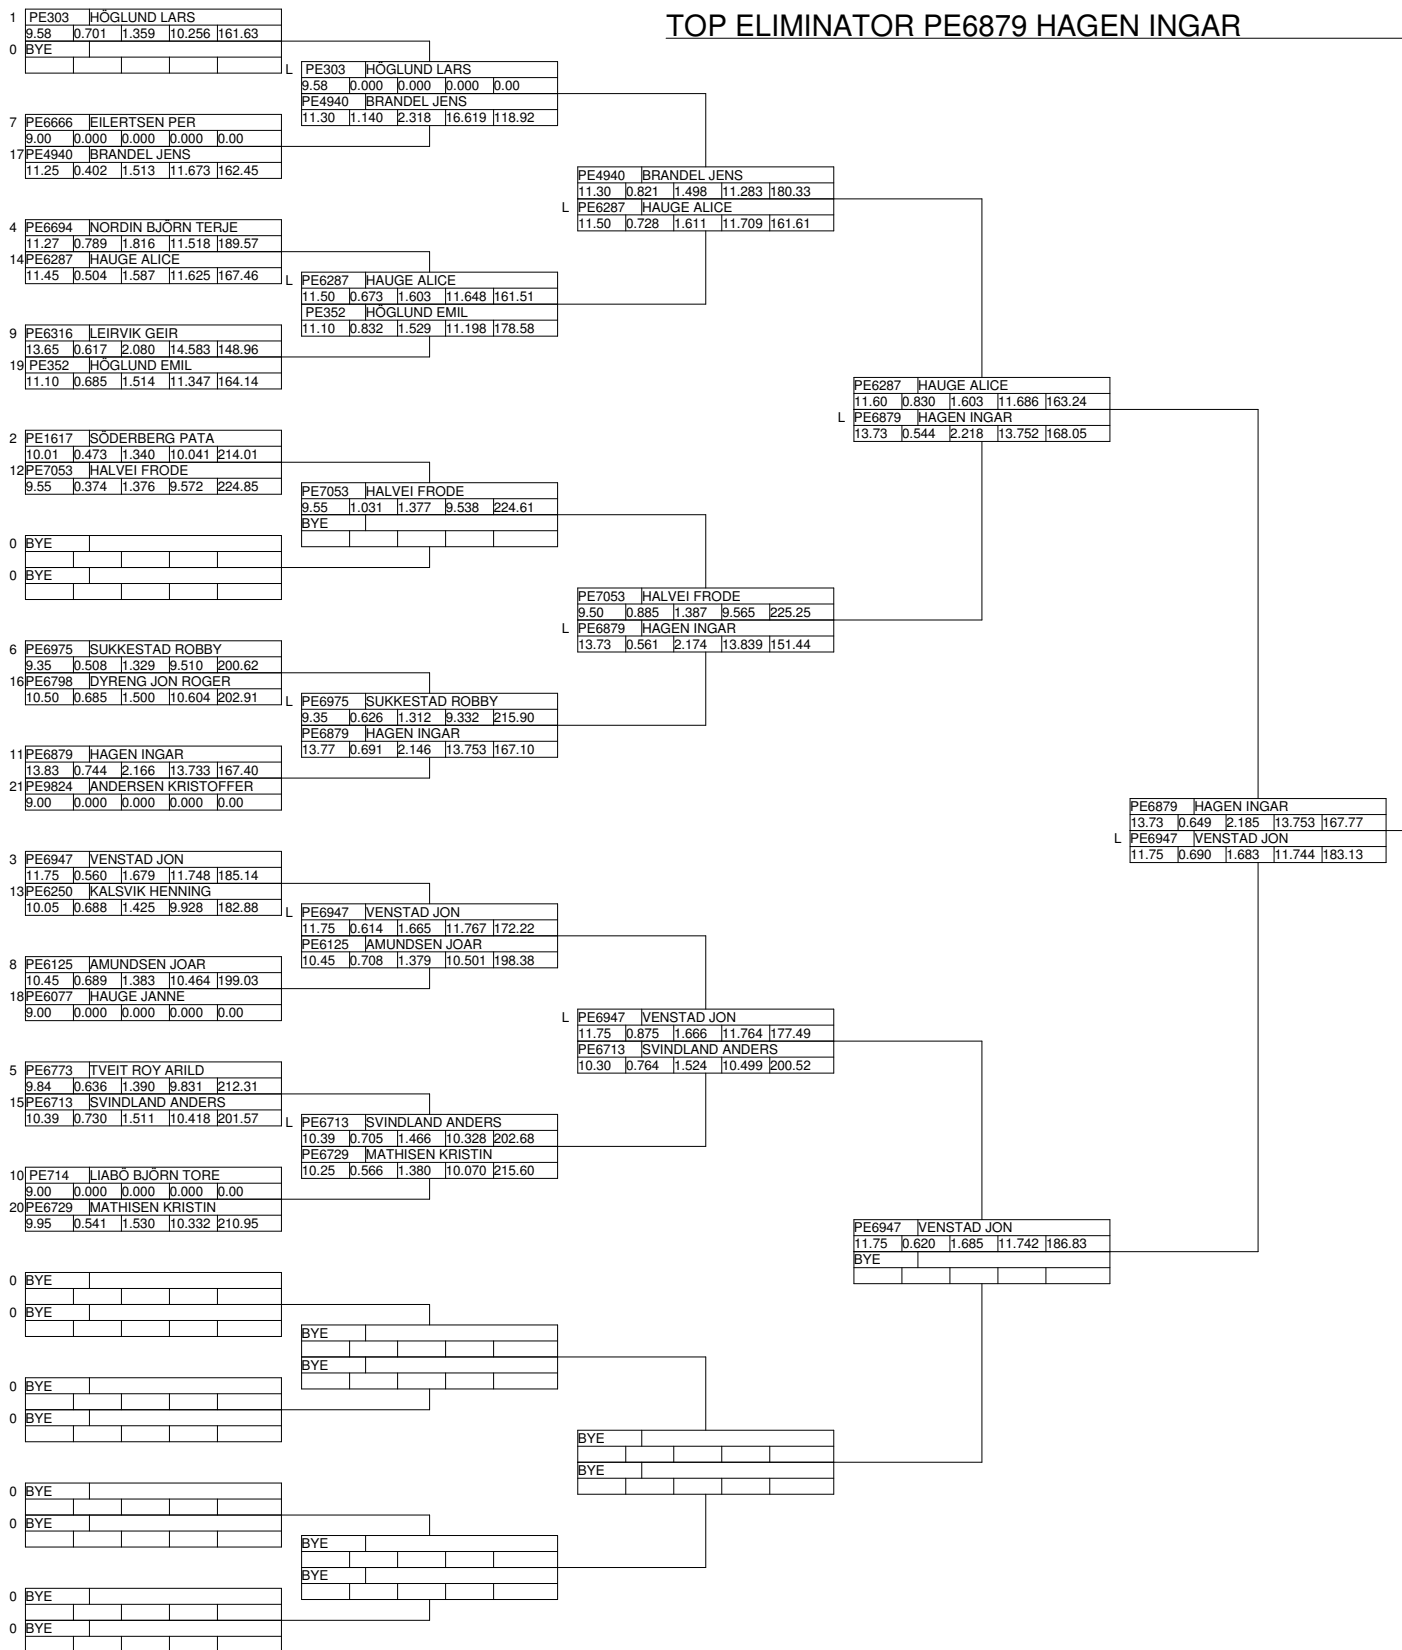 TOP ELIMINATOR PE6879 HAGEN INGAR
1 PE303 HÖGLUND LARS
9.58 0.701 1.359 10.256 161.63
0 BYE
7 PE6666 EILERTSEN PER
9.00 0.000 0.000 0.000 0.00
17 PE4940 BRANDEL JENS
11.25 0.402 1.513 11.673 162.45
4 PE6694 NORDIN BJÖRN TERJE
11.27 0.789 1.816 11.518 189.57
14 PE6287 HAUGE ALICE
11.45 0.504 1.587 11.625 167.46
9 PE6316 LEIRVIK GEIR
13.65 0.617 2.080 14.583 148.96
19 PE352 HÖGLUND EMIL
11.10 0.685 1.514 11.347 164.14
2 PE1617 SÖDERBERG PATA
10.01 0.473 1.340 10.041 214.01
12 PE7053 HALVEI FRODE
9.55 0.374 1.376 9.572 224.85
0 BYE
0 BYE
6 PE6975 SUKKESTAD ROBBY
9.35 0.508 1.329 9.510 200.62
16 PE6798 DYRENG JON ROGER
10.50 0.685 1.500 10.604 202.91
11 PE6879 HAGEN INGAR
13.83 0.744 2.166 13.733 167.40
21 PE9824 ANDERSEN KRISTOFFER
9.00 0.000 0.000 0.000 0.00
3 PE6947 VENSTAD JON
11.75 0.560 1.679 11.748 185.14
13 PE6250 KALSVIK HENNING
10.05 0.688 1.425 9.928 182.88
8 PE6125 AMUNDSEN JOAR
10.45 0.689 1.383 10.464 199.03
18 PE6077 HAUGE JANNE
9.00 0.000 0.000 0.000 0.00
5 PE6773 TVEIT ROY ARILD
9.84 0.636 1.390 9.831 212.31
15 PE6713 SVINDLAND ANDERS
10.39 0.730 1.511 10.418 201.57
10 PE714 LIABÖ BJÖRN TORE
9.00 0.000 0.000 0.000 0.00
20 PE6729 MATHISEN KRISTIN
9.95 0.541 1.530 10.332 210.95
0 BYE
0 BYE
0 BYE
0 BYE
0 BYE
0 BYE
0 BYE
0 BYE
L PE303 HÖGLUND LARS
9.58 0.000 0.000 0.000 0.00
PE4940 BRANDEL JENS
11.30 1.140 2.318 16.619 118.92
L PE6287 HAUGE ALICE
11.50 0.673 1.603 11.648 161.51
PE352 HÖGLUND EMIL
11.10 0.832 1.529 11.198 178.58
PE7053 HALVEI FRODE
9.55 1.031 1.377 9.538 224.61
BYE
L PE6975 SUKKESTAD ROBBY
9.35 0.626 1.312 9.332 215.90
PE6879 HAGEN INGAR
13.77 0.691 2.146 13.753 167.10
L PE6947 VENSTAD JON
11.75 0.614 1.665 11.767 172.22
PE6125 AMUNDSEN JOAR
10.45 0.708 1.379 10.501 198.38
L PE6713 SVINDLAND ANDERS
10.39 0.705 1.466 10.328 202.68
PE6729 MATHISEN KRISTIN
10.25 0.566 1.380 10.070 215.60
BYE
BYE
BYE
BYE
PE4940 BRANDEL JENS
11.30 0.821 1.498 11.283 180.33
L PE6287 HAUGE ALICE
11.50 0.728 1.611 11.709 161.61
PE7053 HALVEI FRODE
9.50 0.885 1.387 9.565 225.25
L PE6879 HAGEN INGAR
13.73 0.561 2.174 13.839 151.44
L PE6947 VENSTAD JON
11.75 0.875 1.666 11.764 177.49
PE6713 SVINDLAND ANDERS
10.30 0.764 1.524 10.499 200.52
BYE
BYE
PE6287 HAUGE ALICE
11.60 0.830 1.603 11.686 163.24
L PE6879 HAGEN INGAR
13.73 0.544 2.218 13.752 168.05
PE6947 VENSTAD JON
11.75 0.620 1.685 11.742 186.83
BYE
PE6879 HAGEN INGAR
13.73 0.649 2.185 13.753 167.77
L PE6947 VENSTAD JON
11.75 0.690 1.683 11.744 183.13